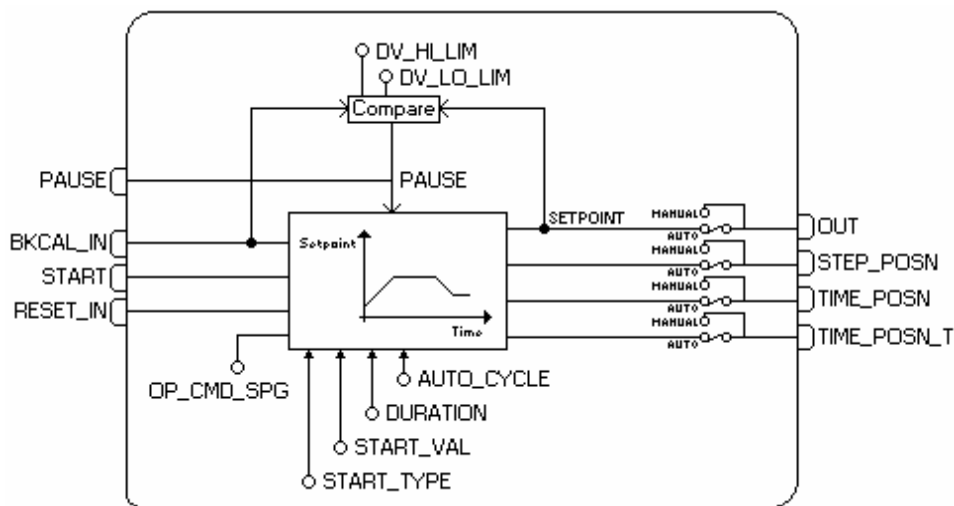 DV_HI_LIM
DV_LO_LIM
Compare
PAUSE
PAUSE
SETPOINT
MANUAL
AUTO
OUT
BKCAL_IN
Setpoint
MANUAL
AUTO
STEP_POSN
START
MANUAL
AUTO
TIME_POSN
RESET_IN
Time
MANUAL
AUTO
TIME_POSN_T
OP_CMD_SPG
AUTO_CYCLE
DURATION
START_VAL
START_TYPE